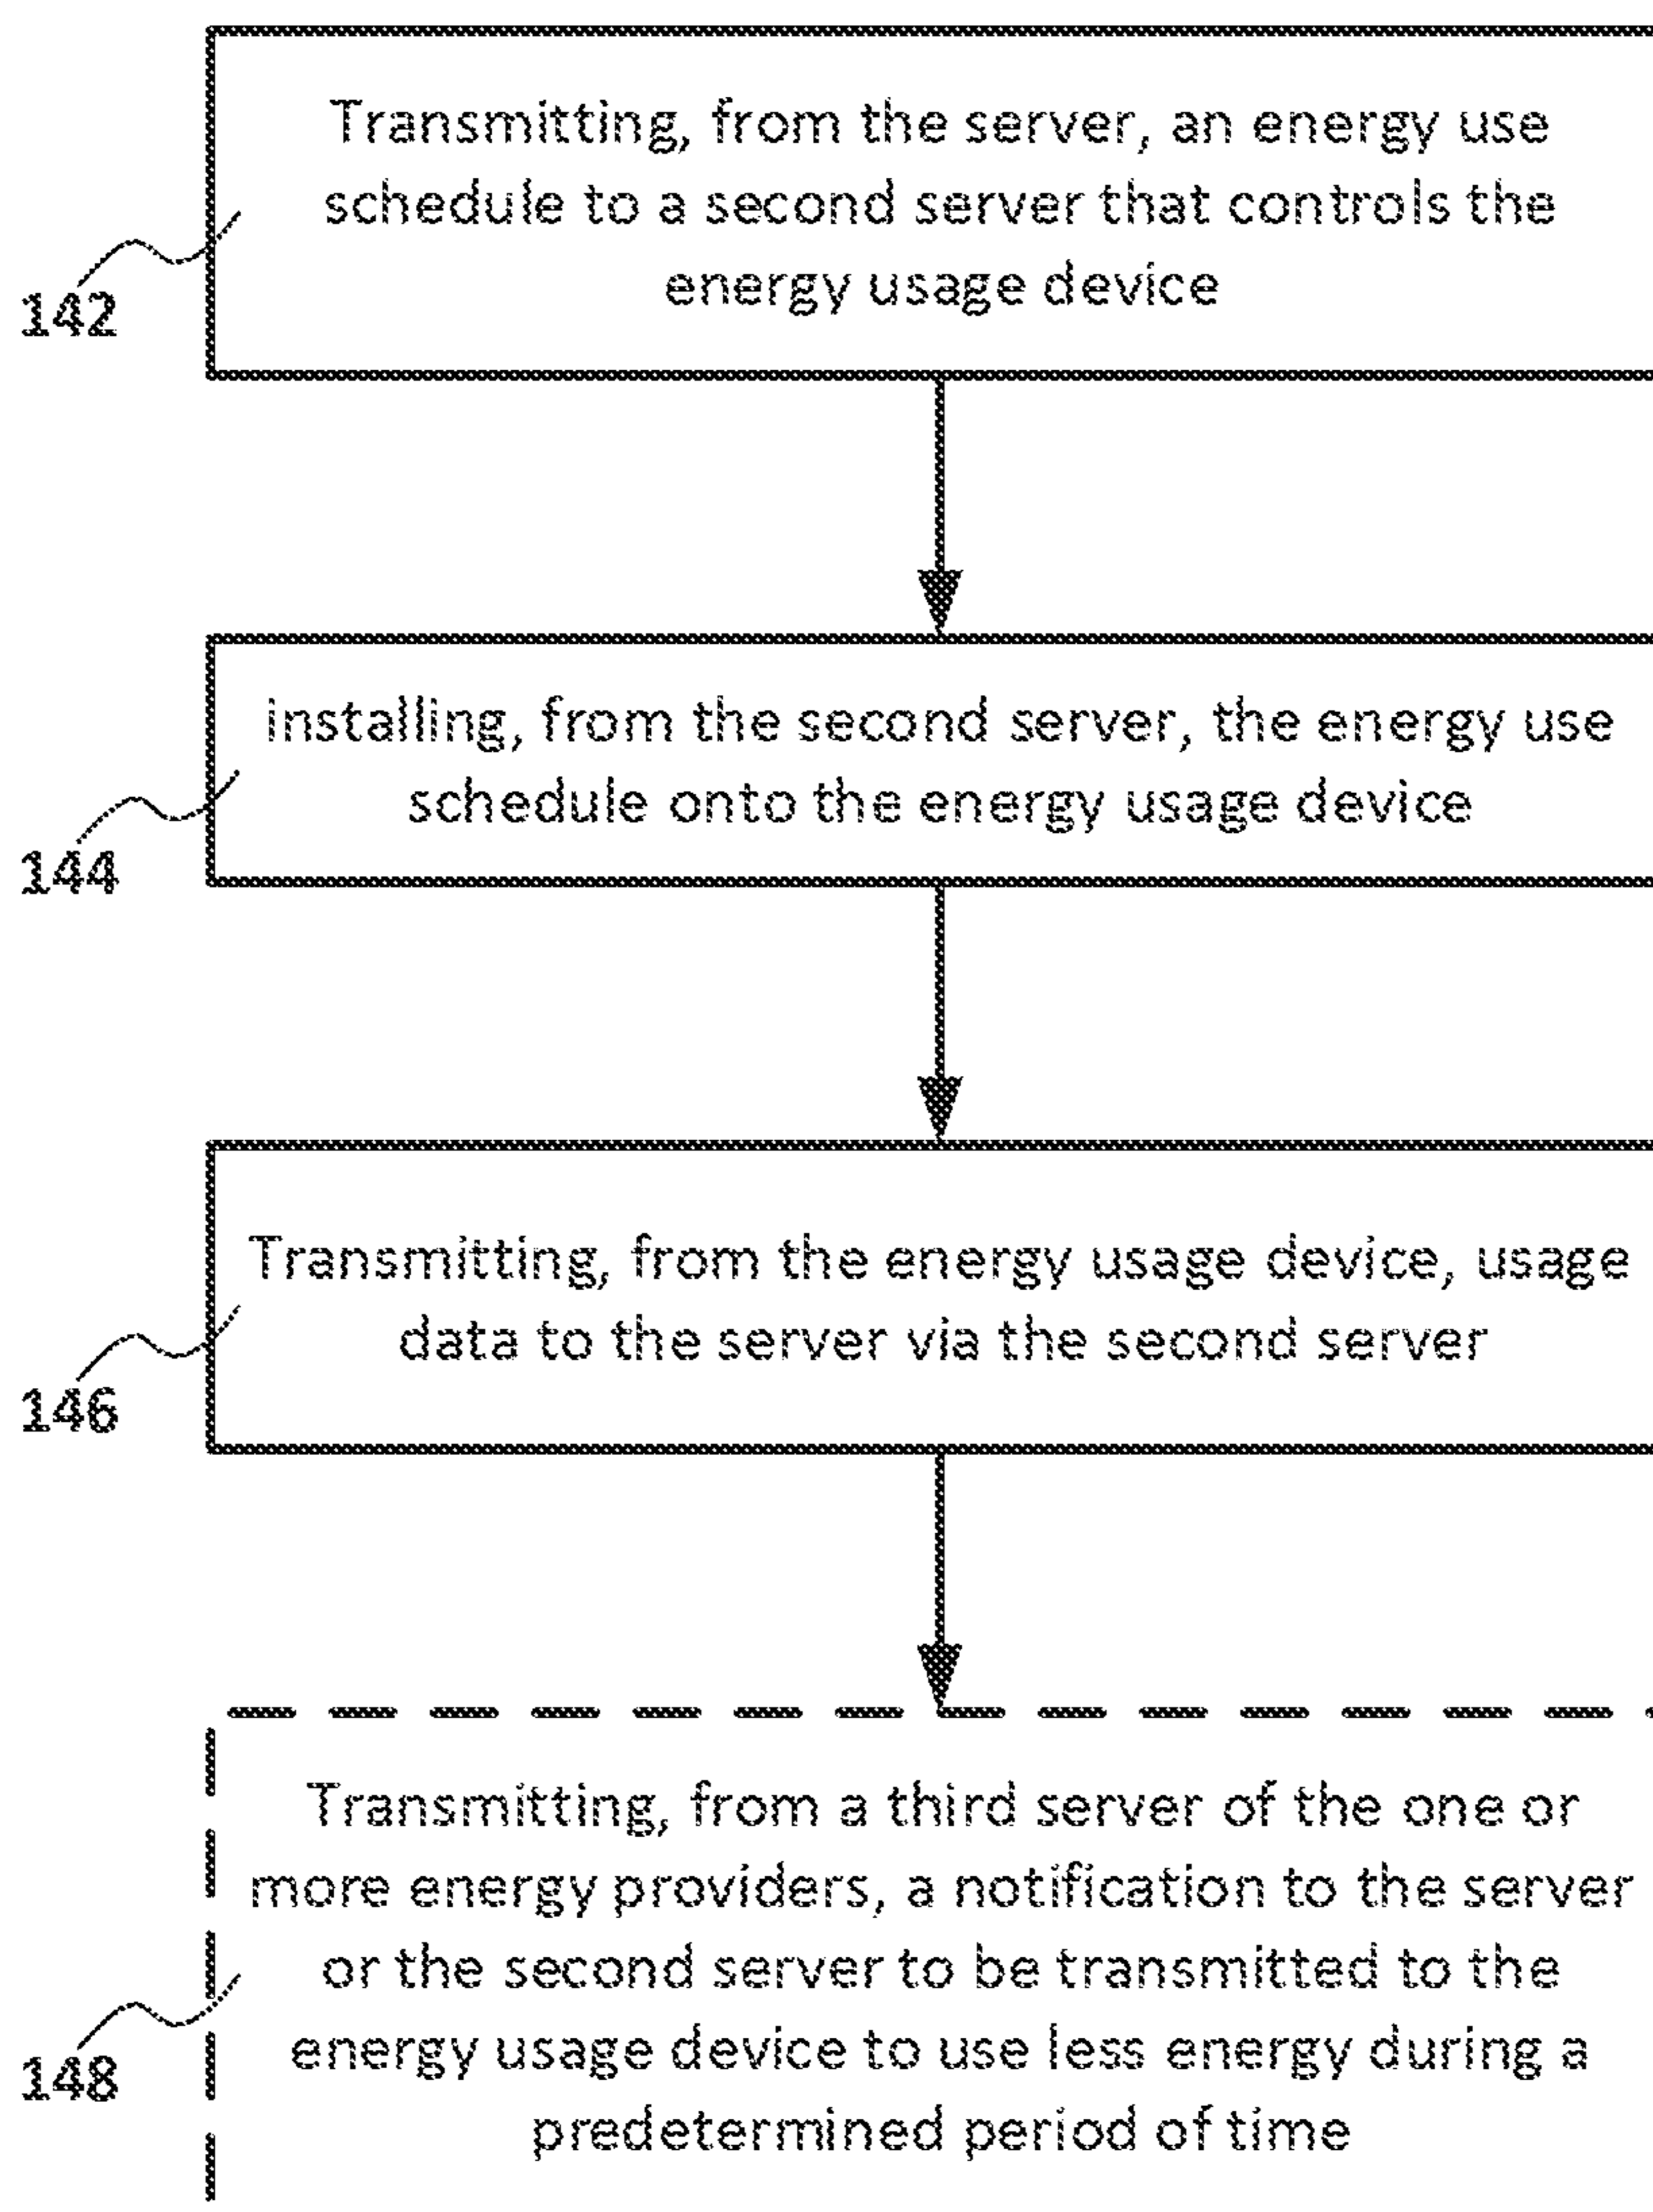 Transmitting, from the server, an energy use
schedule to a second server that controls the
energy usage device
142
installing, from the second server, the energy use
schedule onto the energy usage device
144
Transmitting, from the energy usage device, usage
data to the server via the second server
146
Transmitting, from a third server of the one or
more energy providers, a notification to the server
or the second server to be transmitted to the
energy usage device to use less energy during a
predetermined period of time
148